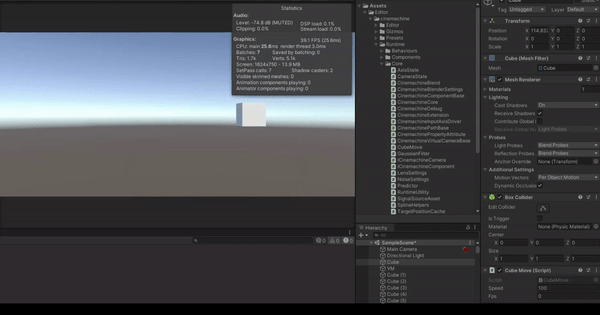 Statistics
Audio:
Level: -74.8 dB (MUTED) DSP load: 0.1%
Clipping: 0.0% Stream load: 0.0%
Graphics:
39.1 FPS (25.6ms)
CPU: main 25.6ms render thread 3.0ms
Batches: 7 Saved by batching: 0
Tris: 1.7k Verts: 5.1k
Screen: 1624x750 - 13.9 MB
SetPass calls: 7 Shadow casters: 2
Visible skinned meshes: 0
Animation components playing: 0
Animator components playing: 0
Assets
Editor
cinemachine
Editor
Gizmos
Presets
Runtime
Behaviours
Components
Core
AxisState
CameraState
CinemachineBlend
CinemachineBlenderSettings
CinemachineComponentBase
CinemachineCore
CinemachineDebug
CinemachineExtension
CinemachineInputAxisDriver
CinemachinePathBase
CinemachinePropertyAttribute
CinemachineVirtualCameraBase
CubeMove
GaussianFilter
ICinemachineCamera
ICinemachineComponent
LensSettings
NoiseSettings
Predictor
RuntimeUtility
SignalSourceAsset
SplineHelpers
TargetPositionCache
Hierarchy
SampleScene*
Main Camera
Directional Light
Cube
VM
Cube (1)
Cube (2)
Cube (3)
Cube (4)
Cube (5)
Cube
Tag Untagged Layer Default
Transform
Position X 114.83 Y Z
Rotation X 0 Y 0 Z 0
Scale X 1 Y 1 Z 1
Cube (Mesh Filter)
Mesh Cube
Mesh Renderer
Materials 1
Lighting
Cast Shadows On
Receive Shadows
Contribute Global I
Light Probes
Probes
Light Probes Blend Probes
Reflection Probes Blend Probes
Anchor Override None (Transform)
Additional Settings
Motion Vectors Per Object Motion
Dynamic Occlusion
Box Collider
Edit Collider
Is Trigger
Material None (Physic Material)
Center
X 0 Y 0 Z 0
Size
X 1 Y 1 Z 1
Cube Move (Script)
Script CubeMove
Speed 100
Fps 0